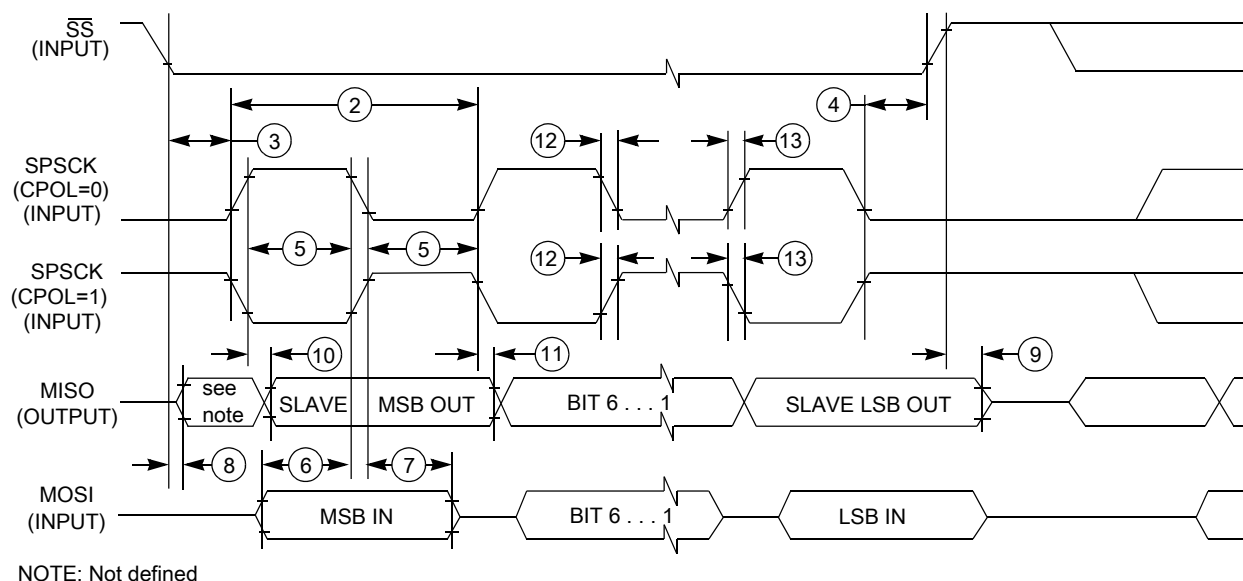 SS
(INPUT)
2
4
3
12
13
SPSCK
(CPOL=0)
(INPUT)
5
5
12
13
SPSCK
(CPOL=1)
(INPUT)
10
11
9
MISO
(OUTPUT)
see
note
SLAVE
MSB OUT
BIT 6 . . . 1
SLAVE LSB OUT
8
6
7
MOSI
(INPUT)
MSB IN
BIT 6 . . . 1
LSB IN
NOTE: Not defined